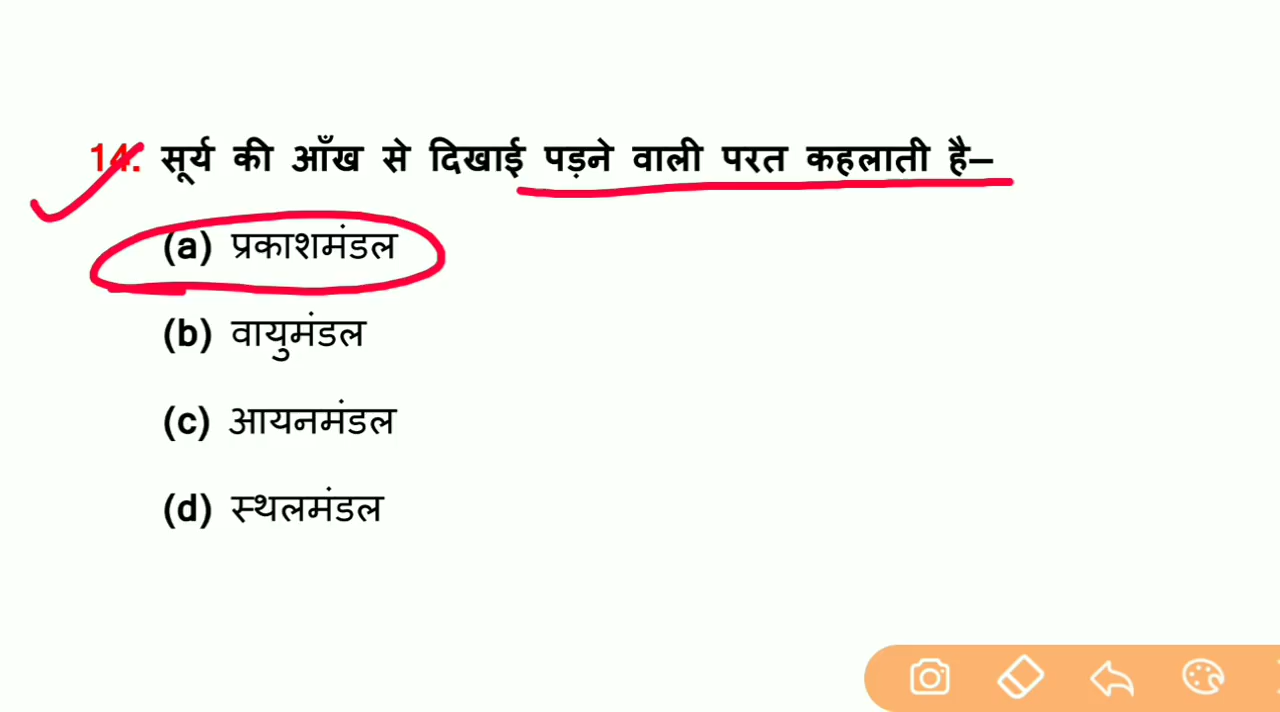 14. सूर्य की आँख से दिखाई पड़ने वाली परत कहलाती है–
(a) प्रकाशमंडल
(b) वायुमंडल
(c) आयनमंडल
(d) स्थलमंडल